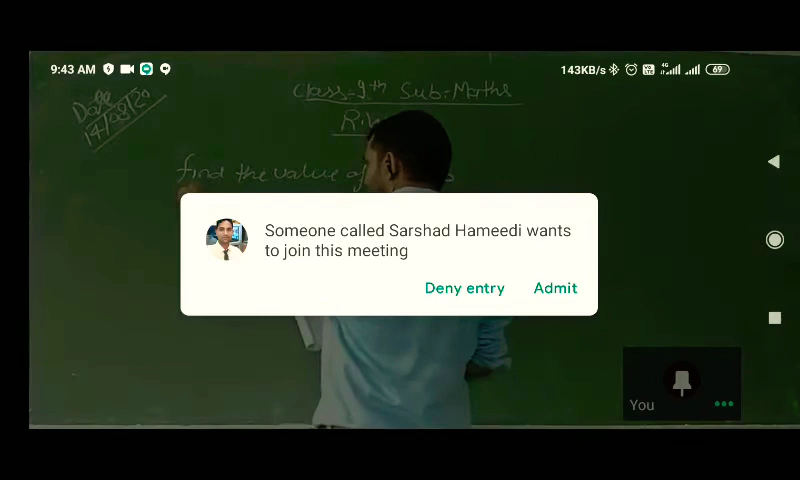 9:43 AM
143KB/s
4G
69
Class-9th Sub-Maths
Date
14/08/20
find the value of
Someone called Sarshad Hameedi wants
to join this meeting
Deny entry Admit
You